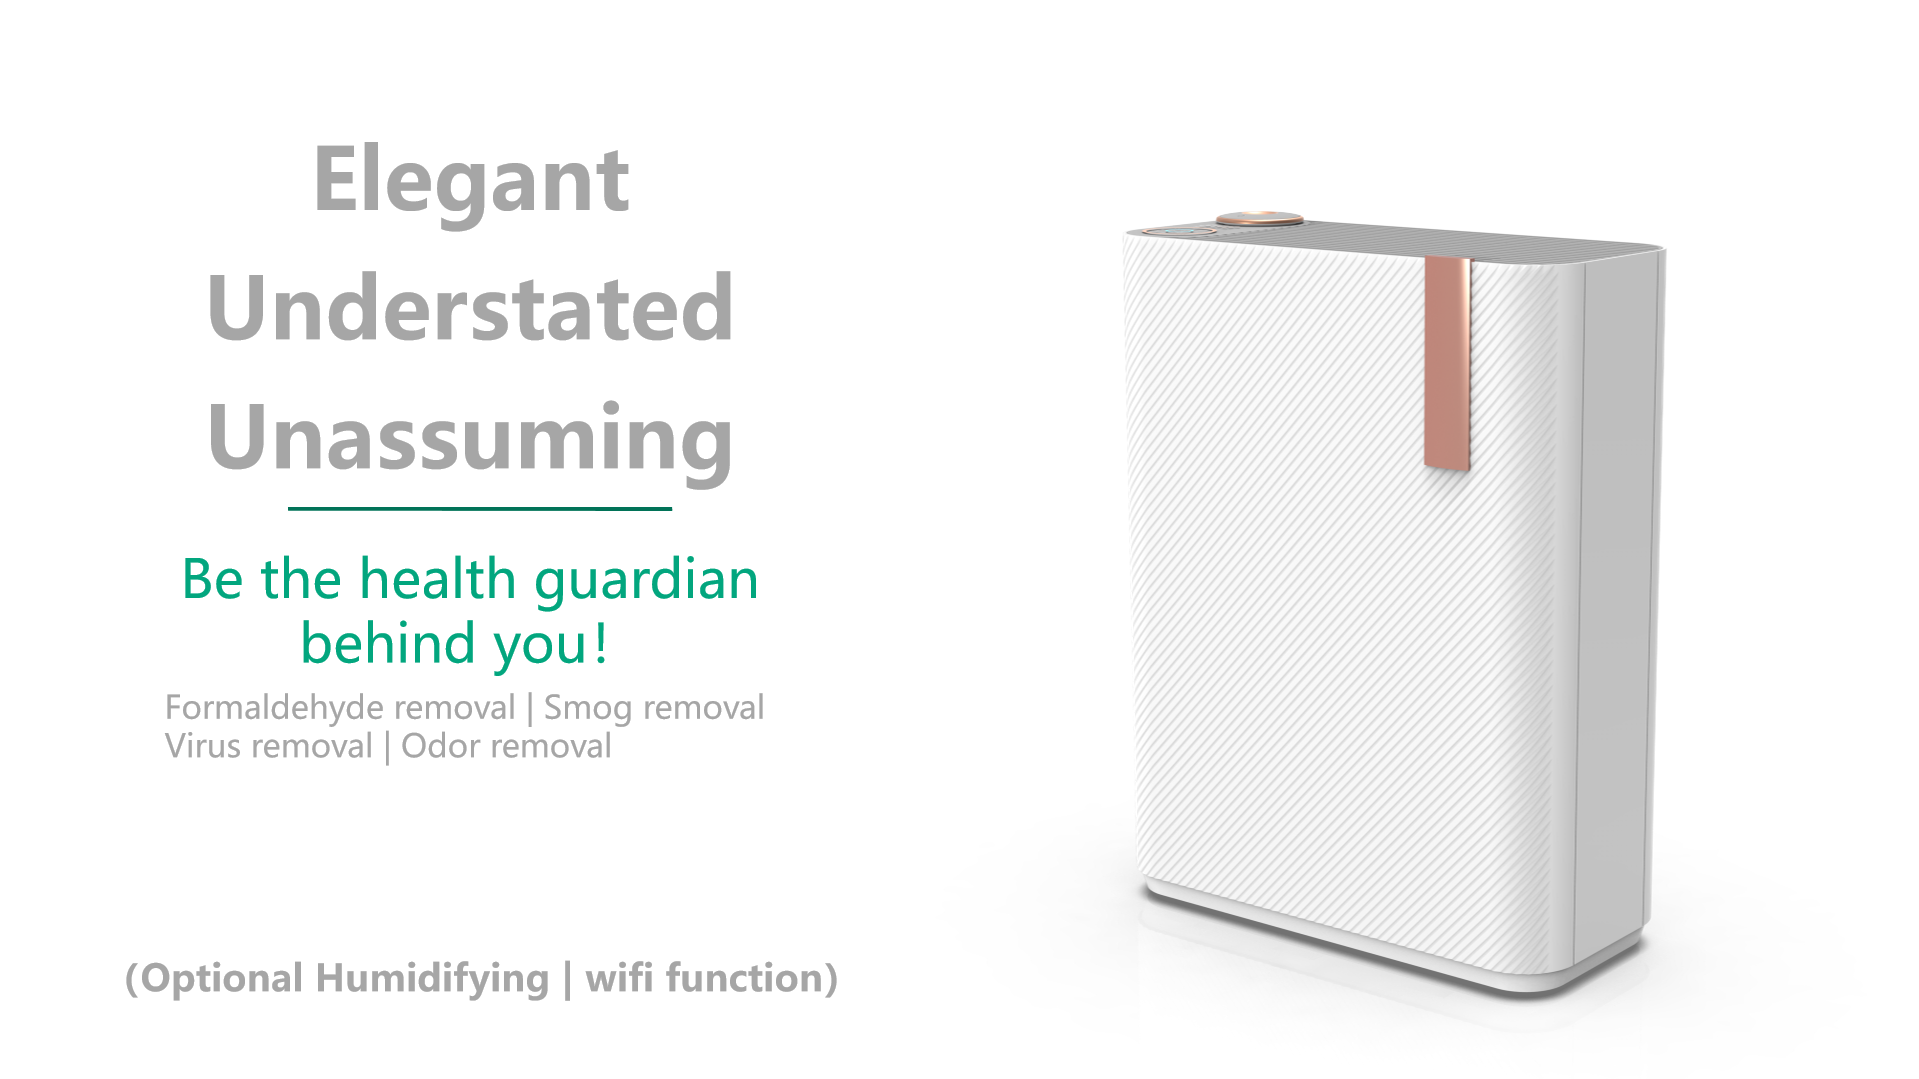 Elegant
Understated
Unassuming
Be the health guardian
behind you!
Formaldehyde removal | Smog removal
Virus removal | Odor removal
(Optional Humidifying | wifi function)